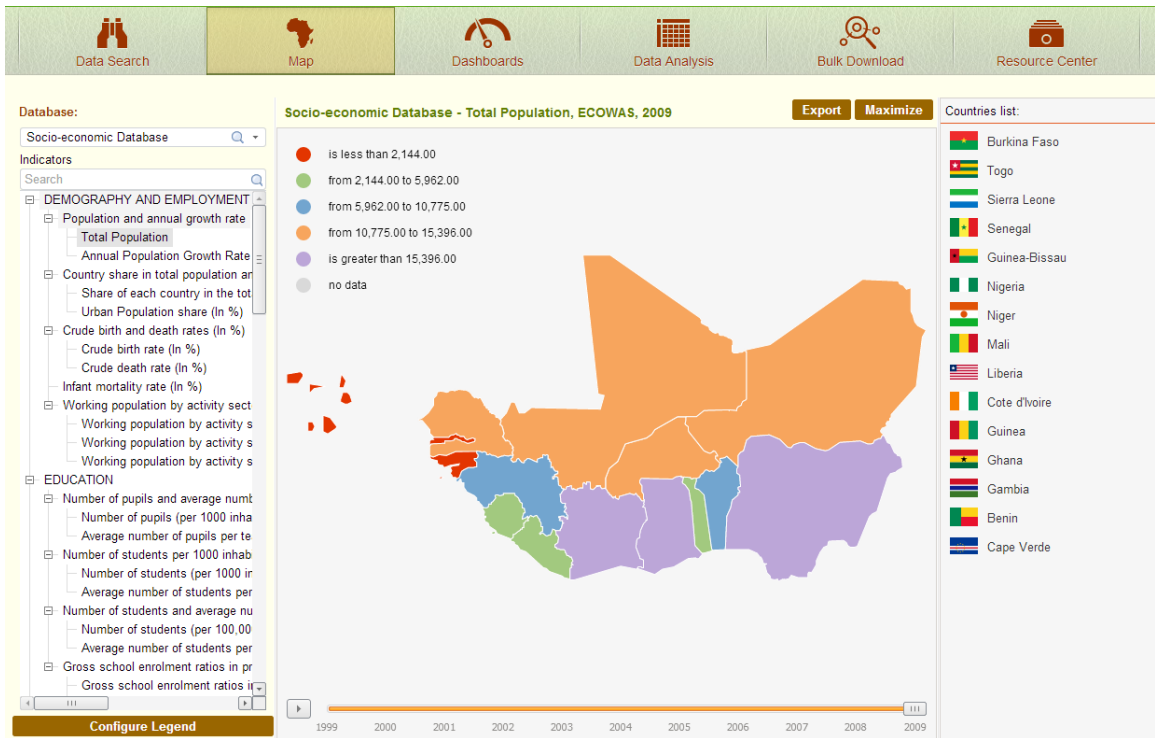 Data Search
Map
Dashboards
Data Analysis
Bulk Download
Resource Center
Database:
Socio-economic Database
Indicators
Search
DEMOGRAPHY AND EMPLOYMENT
Population and annual growth rate
Total Population
Annual Population Growth Rate
Country share in total population an
Share of each country in the tot
Urban Population share (In %)
Crude birth and death rates (In %)
Crude birth rate (In %)
Crude death rate (In %)
Infant mortality rate (In %)
Working population by activity sect
Working population by activity s
Working population by activity s
Working population by activity s
EDUCATION
Number of pupils and average numb
Number of pupils (per 1000 inha
Average number of pupils per te
Number of students per 1000 inhab
Number of students (per 1000 in
Average number of students per
Number of students and average nu
Number of students (per 100,00
Average number of students per
Gross school enrolment ratios in pr
Gross school enrolment ratios i
Configure Legend
Socio-economic Database - Total Population, ECOWAS, 2009
Export
Maximize
is less than 2,144.00
from 2,144.00 to 5,962.00
from 5,962.00 to 10,775.00
from 10,775.00 to 15,396.00
is greater than 15,396.00
no data
1999 2000 2001 2002 2003 2004 2005 2006 2007 2008 2009
Countries list:
Burkina Faso
Togo
Sierra Leone
Senegal
Guinea-Bissau
Nigeria
Niger
Mali
Liberia
Cote d'Ivoire
Guinea
Ghana
Gambia
Benin
Cape Verde